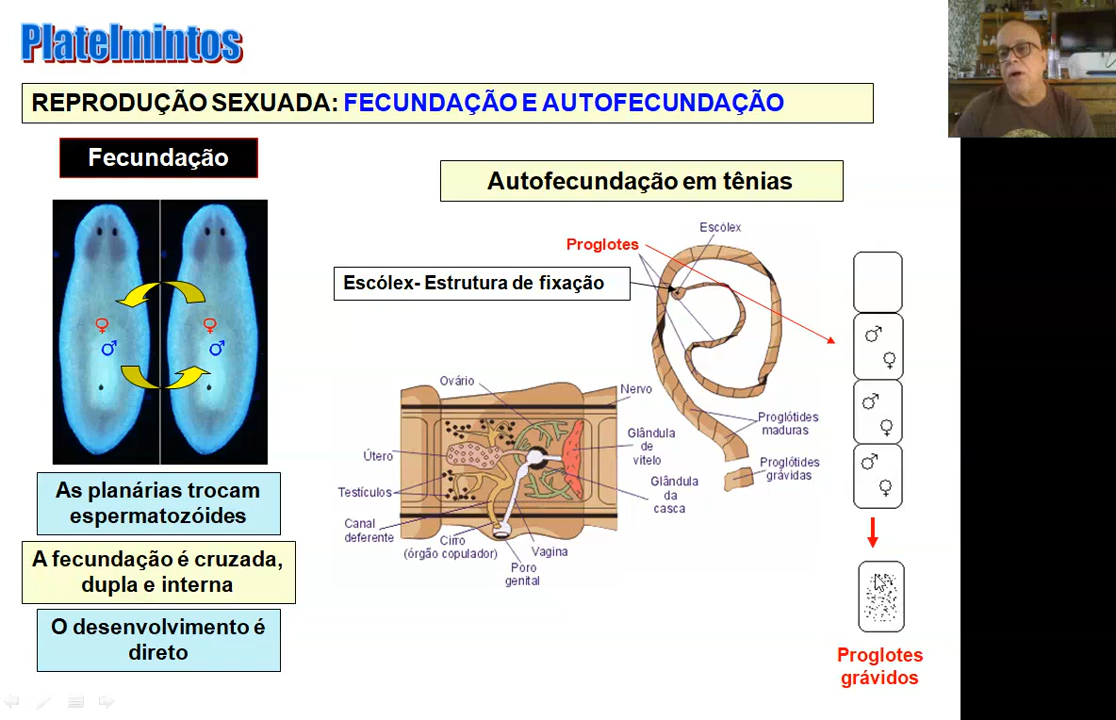 Platelmintos
REPRODUÇÃO SEXUADA: FECUNDAÇÃO E AUTOFECUNDAÇÃO
Fecundação
♀
♂
♀
♂
As planárias trocam
espermatozóides
A fecundação é cruzada,
dupla e interna
O desenvolvimento é
direto
Autofecundação em tênias
Escólex
Proglotes
Escólex- Estrutura de fixação
Ovário
Nervo
Útero
Glândula
de
vitelo
Testículos
Glândula
da
casca
Canal
deferente
Cirro
(órgão copulador)
Vagina
Poro
genital
Proglótides
maduras
Proglótides
grávidas
♂
♀
♂
♀
♂
♀
Proglotes
grávidos